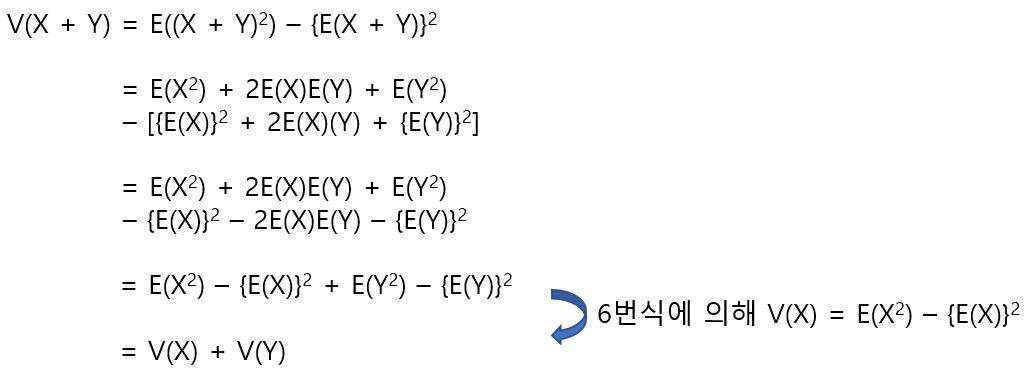 V(X + Y) = E((X + Y)²) – {E(X + Y)}²
= E(X²) + 2E(X)E(Y) + E(Y²)
– [{E(X)}² + 2E(X)(Y) + {E(Y)}²]
= E(X²) + 2E(X)E(Y) + E(Y²)
– {E(X)}² – 2E(X)E(Y) – {E(Y)}²
= E(X²) – {E(X)}² + E(Y²) – {E(Y)}²
6번식에 의해 V(X) = E(X²) – {E(X)}²
= V(X) + V(Y)